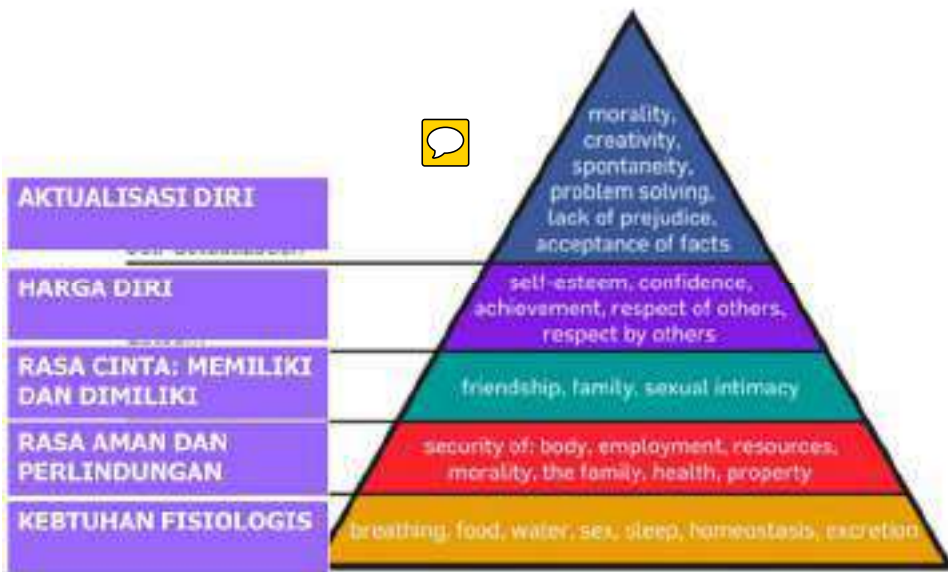 morality,
creativity,
spontaneity,
problem solving,
lack of prejudice,
acceptance of facts
AKTUALISASI DIRI
self-esteem, confidence,
achievement, respect of others,
respect by others
HARGA DIRI
friendship, family, sexual intimacy
RASA CINTA: MEMILIKI
DAN DIMILIKI
security of: body, employment, resources,
morality, the family, health, property
RASA AMAN DAN
PERLINDUNGAN
breathing, food, water, sex, sleep, homeostasis, excretion
KEBTUHAN FISIOLOGIS